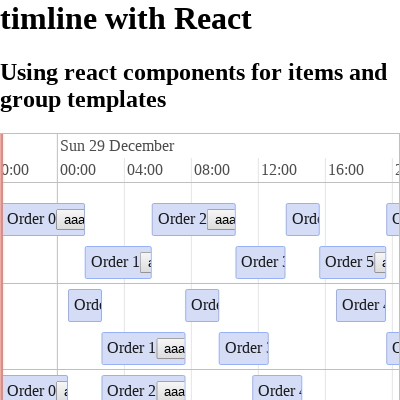 timline with React
Using react components for items and
group templates
Sun 29 December
0:00 00:00 04:00 08:00 12:00 16:00 2
Order 0 aaa Order 2 aaa Orde
Order 1 a Order Order 5 a
Orde Orde Order 4
Order 1 aaa Order
Order 0 a Order 2 aaa Order 4